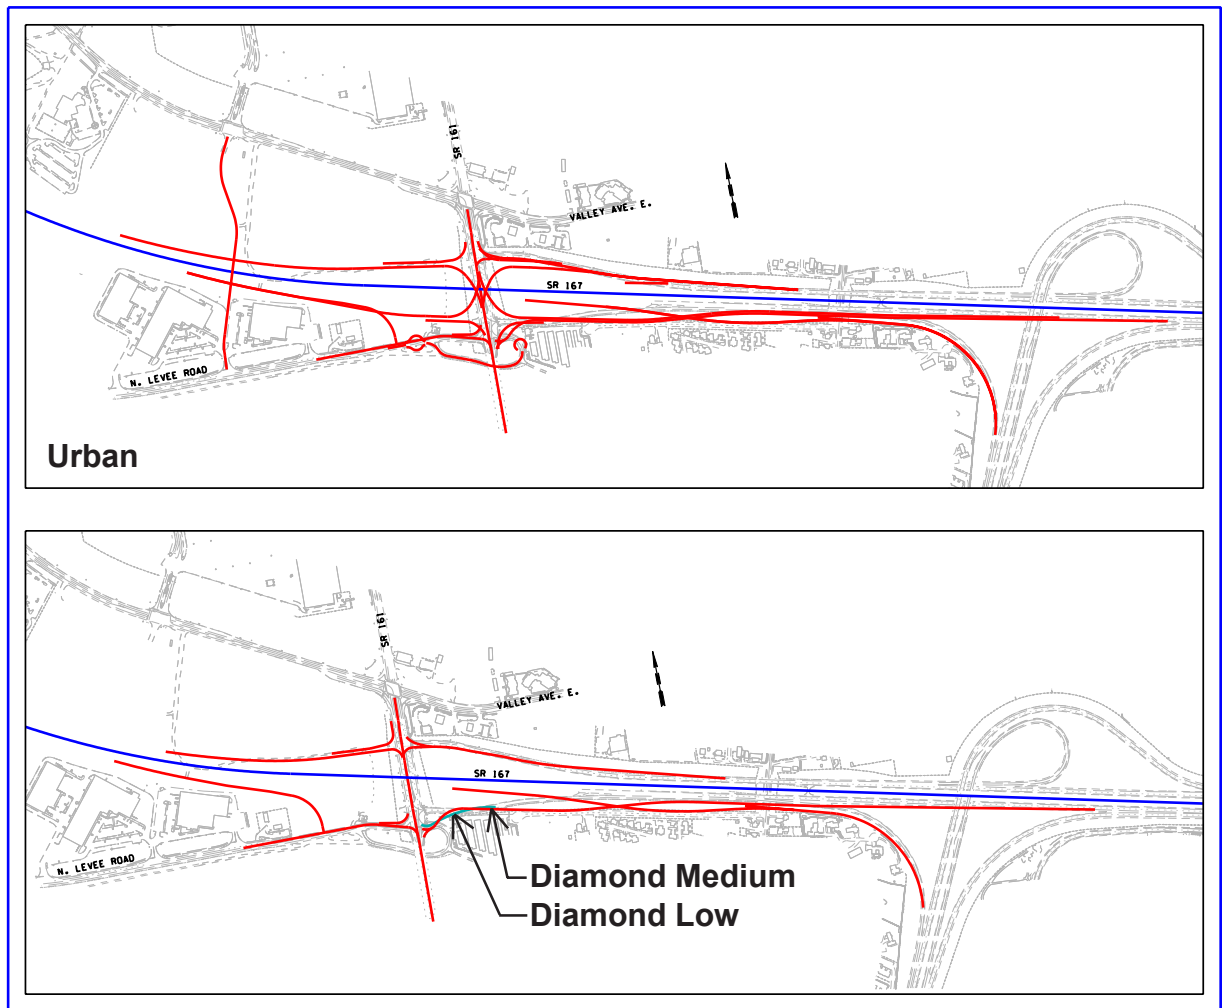 SR 161
VALLEY AVE. E.
SR 167
N. LEVEE ROAD
Urban
SR 161
VALLEY AVE. E.
SR 167
N. LEVEE ROAD
Diamond Medium
Diamond Low